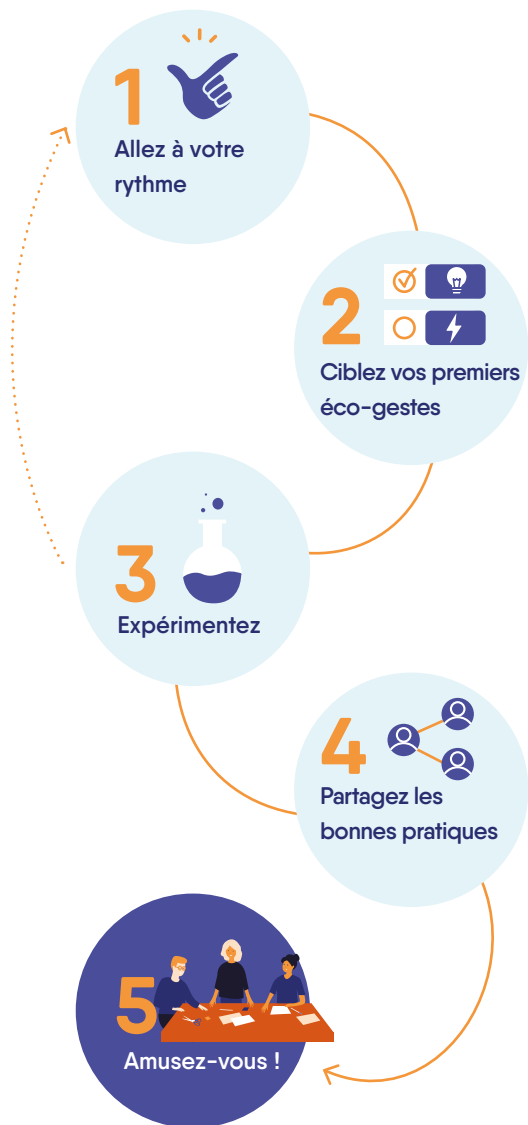 1
Allez à votre
rythme
2
Ciblez vos premiers
éco-gestes
3
Expérimentez
4
Partagez les
bonnes pratiques
5
Amusez-vous !